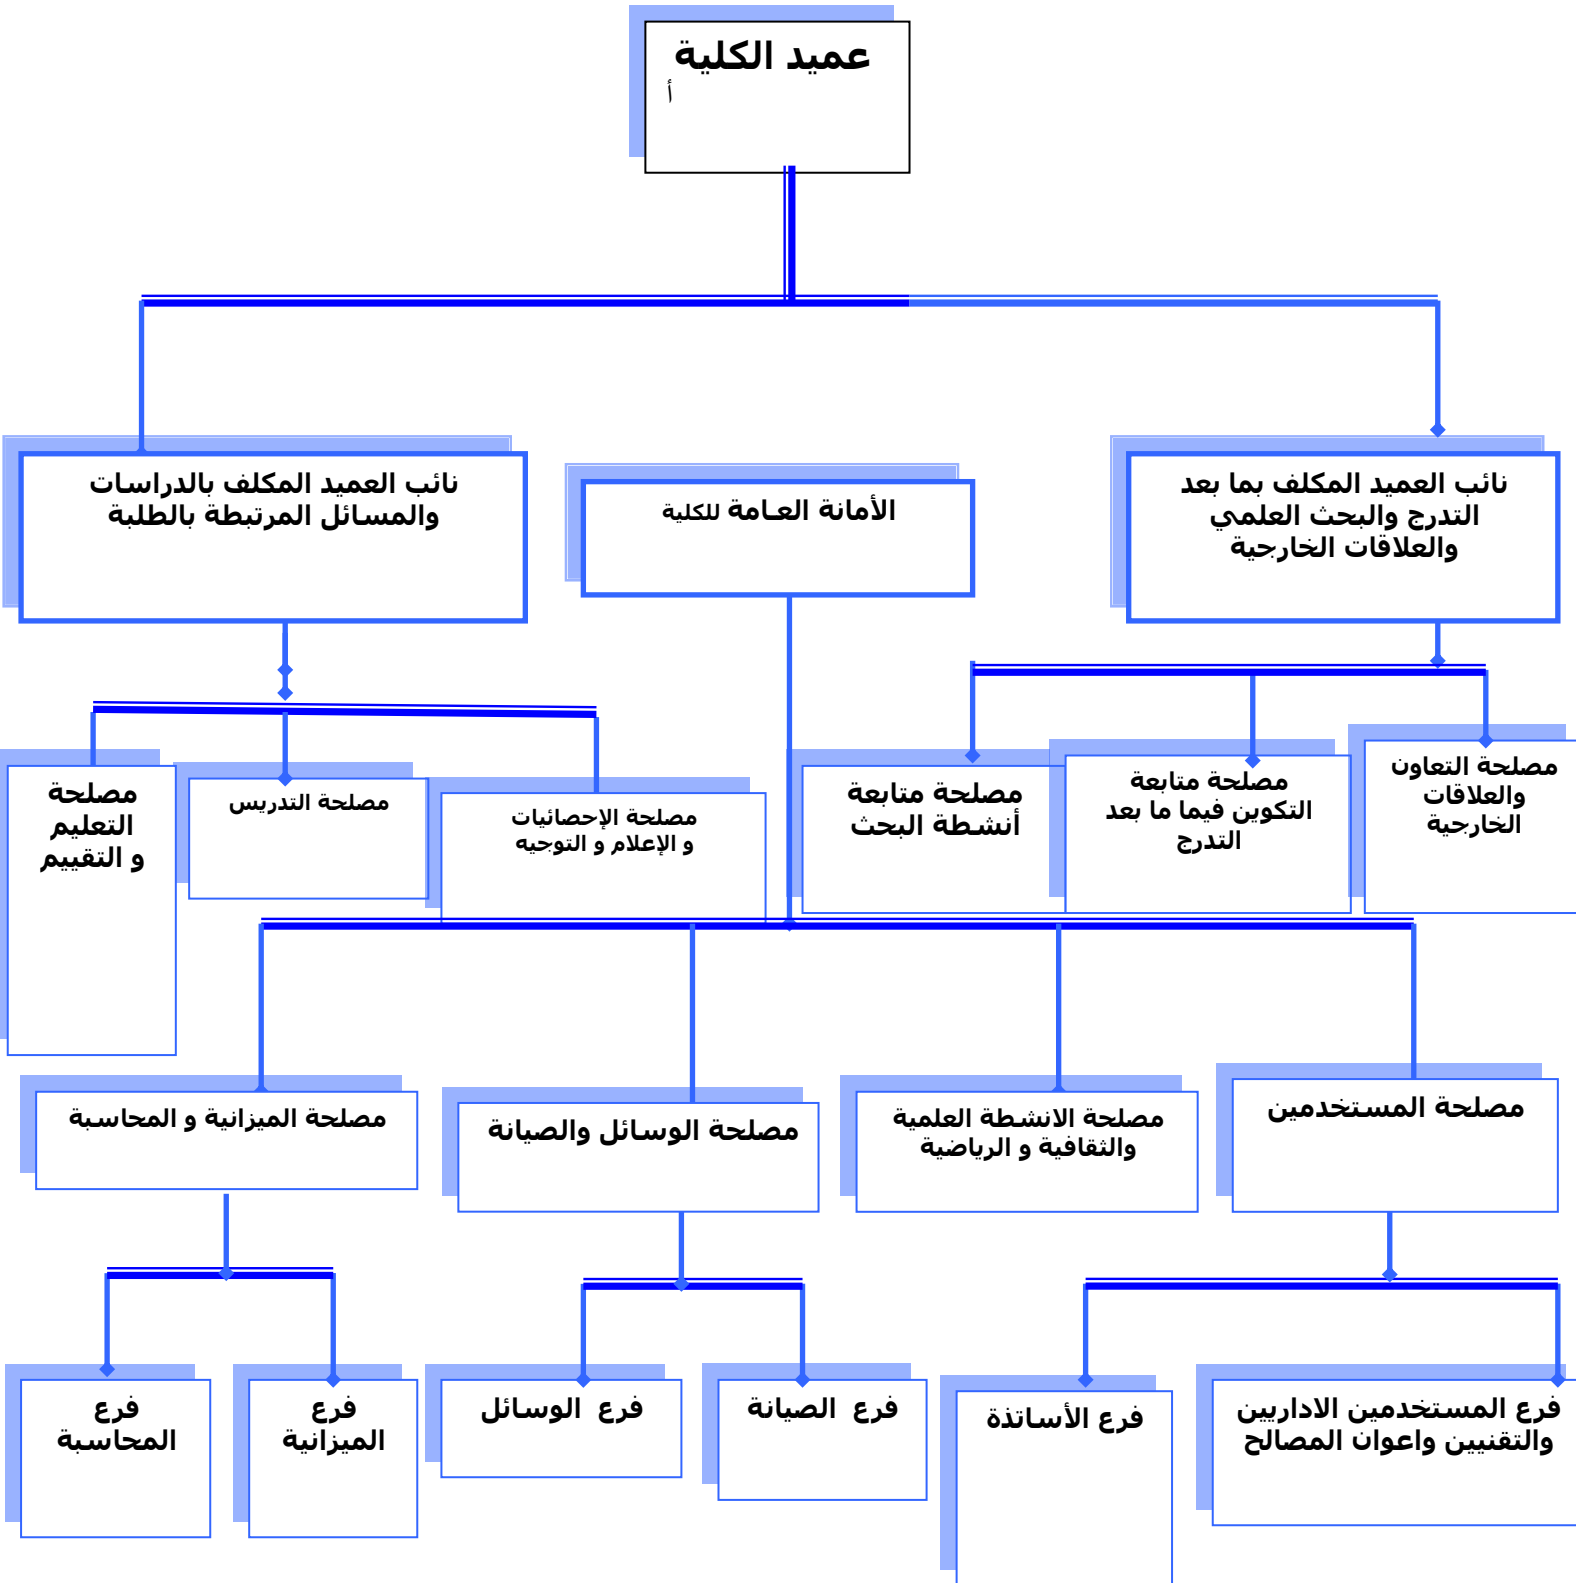 عميد الكلية
أ
نائب العميد المكلف بما بعد
التدرج والبحث العلمي
والعلاقات الخارجية
الأمانة العـامة للكلية
نائب العميد المكلف بالدراسات
والمسائل المرتبطة بالطلبة
مصلحة التعاون
والعلاقات
الخارجية
مصلحة متابعة
التكوين فيما ما بعد
التدرج
مصلحة متابعة
أنشطة البحث
مصلحة الإحصائيات
و الإعلام و التوجيه
مصلحة التدريس
مصلحة
التعليم
و التقييم
مصلحة المستخدمين
مصلحة الانشطة العلمية
والثقافية و الرياضية
مصلحة الوسائل والصيانة
مصلحة الميزانية و المحاسبة
فرع المستخدمين الاداريين
والتقنيين واعوان المصالح
فرع الأساتذة
فرع الصيانة
فرع الوسائل
فرع
الميزانية
فرع
المحاسبة